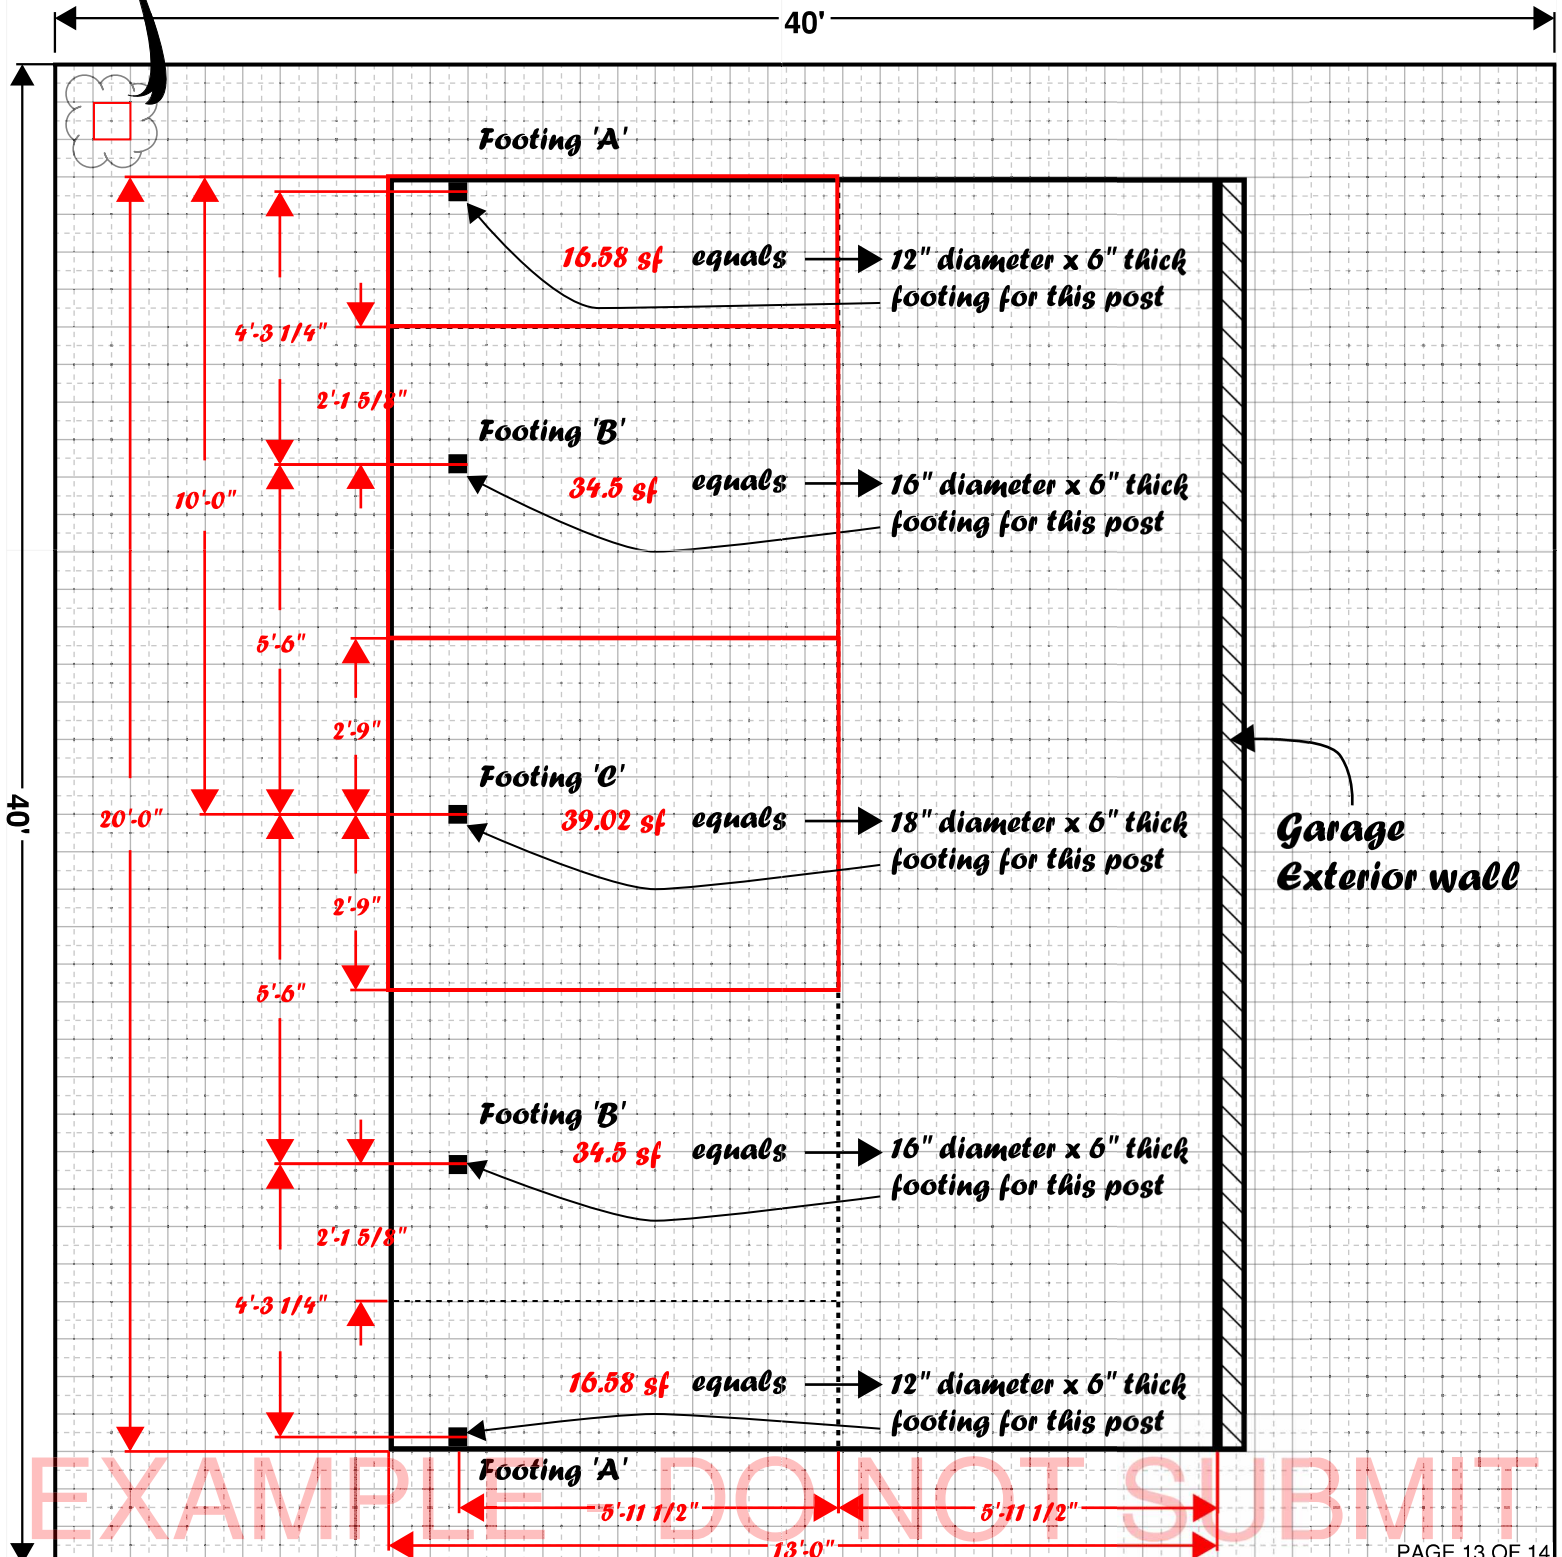 40'
Footing 'A'
16.58 sf equals 12" diameter x 6" thick
footing for this post
4'-3 1/4"
2'-1 5/8"
Footing 'B'
34.5 sf equals 16" diameter x 6" thick
footing for this post
10'-0"
5'-6"
2'-9"
Footing 'C'
39.02 sf equals 18" diameter x 6" thick
footing for this post
20'-0"
40'
Garage
Exterior wall
2'-9"
5'-6"
Footing 'B'
34.5 sf equals 16" diameter x 6" thick
footing for this post
2'-1 5/8"
4'-3 1/4"
16.58 sf equals 12" diameter x 6" thick
footing for this post
Footing 'A'
EXAMPLE DO NOT SUBMIT
5'-11 1/2" 5'-11 1/2"
13'-0"
PAGE 13 OF 14